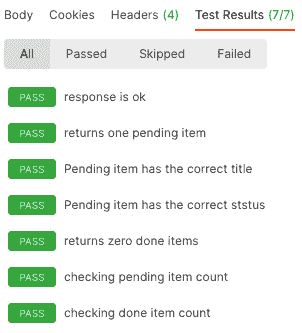 Body Cookies Headers (4) Test Results (7/7)
All Passed Skipped Failed
PASS response is ok
PASS returns one pending item
PASS Pending item has the correct title
PASS Pending item has the correct ststus
PASS returns zero done items
PASS checking pending item count
PASS checking done item count